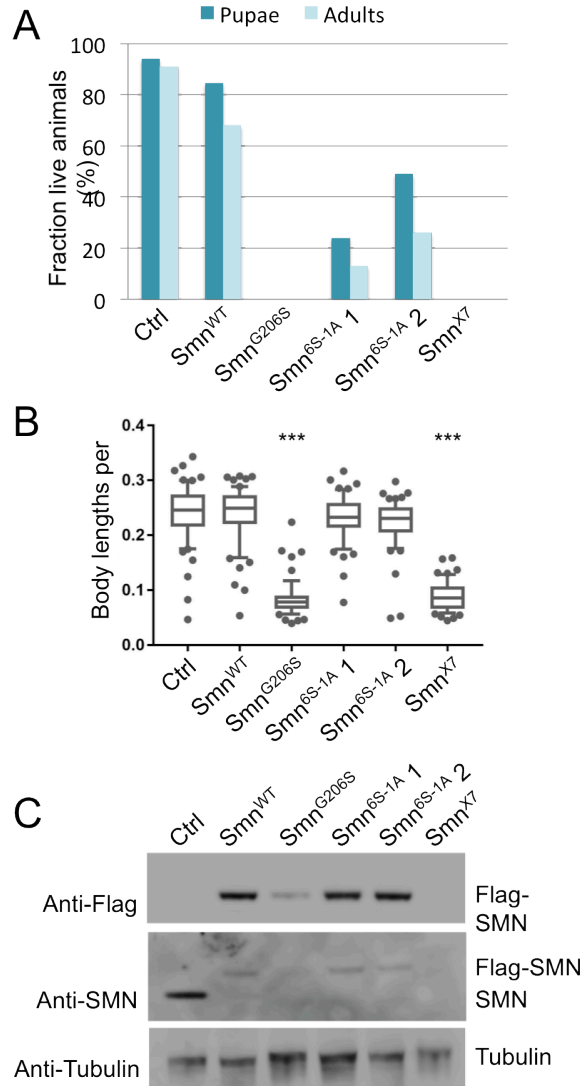 A
Pupae Adults
Fraction live animals
(%)
100
80
60
40
20
0
Ctrl
Smn^WT
Smn^G206S
Smn^6S-1A 1
Smn^6S-1A 2
Smn^X7
B
Body lengths per
0.4
0.3
0.2
0.1
0.0
***
***
Ctrl
Smn^WT
Smn^G206S
Smn^6S-1A 1
Smn^6S-1A 2
Smn^X7
C
Ctrl
Smn^WT
Smn^G206S
Smn^6S-1A 1
Smn^6S-1A 2
Smn^X7
Anti-Flag
Flag-
SMN
Anti-SMN
Flag-SMN
SMN
Anti-Tubulin
Tubulin